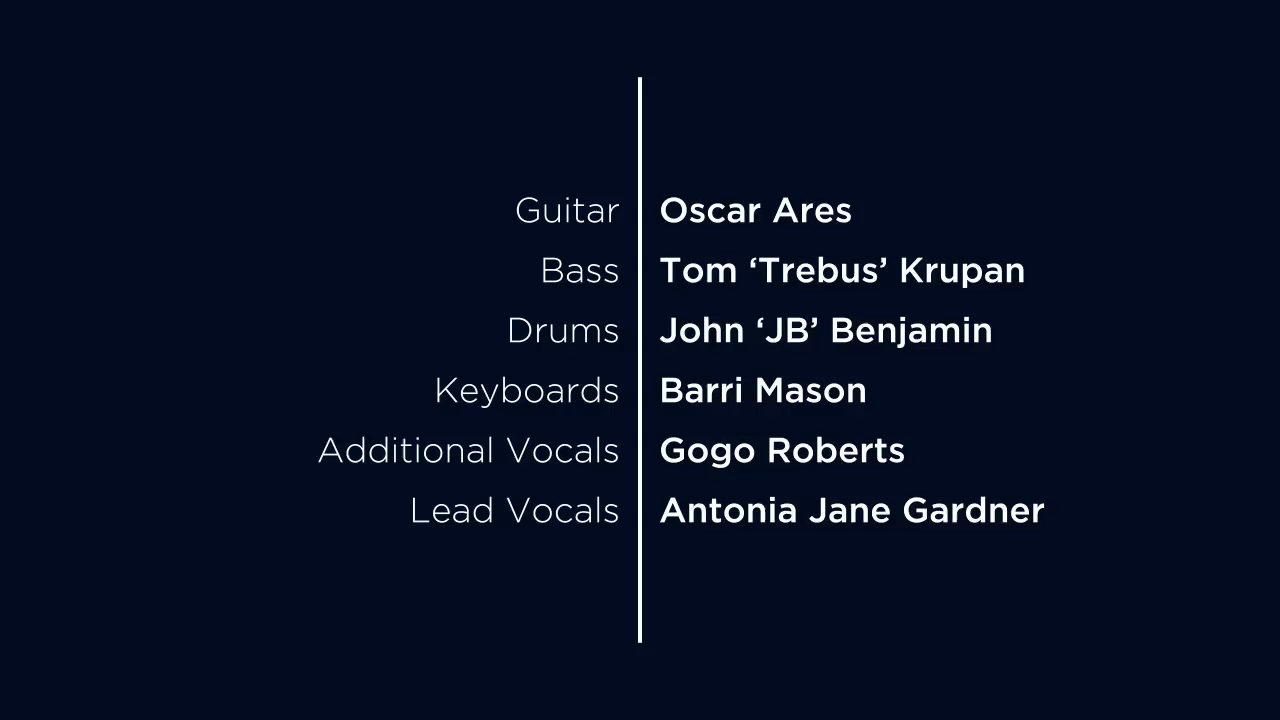 Guitar Oscar Ares
Bass Tom ‘Trebus’ Krupan
Drums John ‘JB’ Benjamin
Keyboards Barri Mason
Additional Vocals Gogo Roberts
Lead Vocals Antonia Jane Gardner